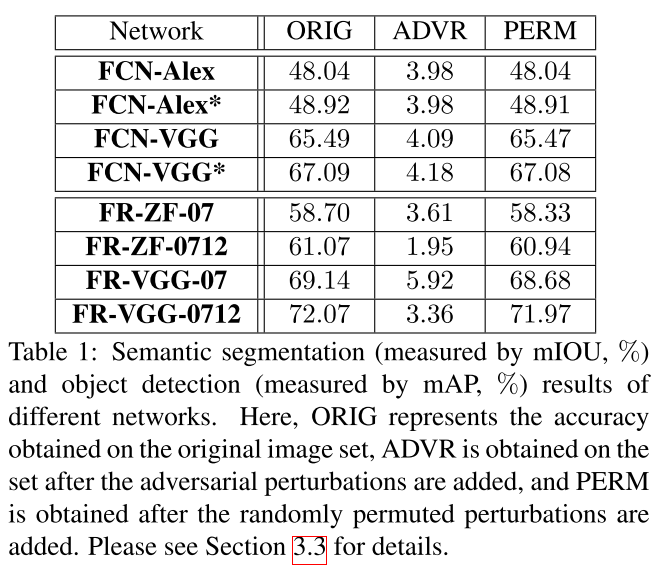 Network ORIG ADVR PERM
FCN-Alex 48.04 3.98 48.04
FCN-Alex* 48.92 3.98 48.91
FCN-VGG 65.49 4.09 65.47
FCN-VGG* 67.09 4.18 67.08
FR-ZF-07 58.70 3.61 58.33
FR-ZF-0712 61.07 1.95 60.94
FR-VGG-07 69.14 5.92 68.68
FR-VGG-0712 72.07 3.36 71.97
Table 1: Semantic segmentation (measured by mIOU, %)
and object detection (measured by mAP, %) results of
different networks. Here, ORIG represents the accuracy
obtained on the original image set, ADVR is obtained on the
set after the adversarial perturbations are added, and PERM
is obtained after the randomly permuted perturbations are
added. Please see Section 3.3 for details.